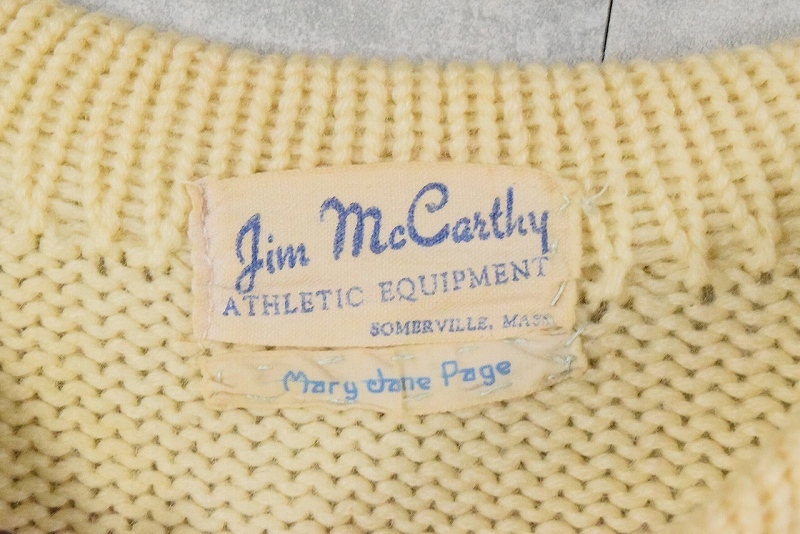 Jim McCarthy
ATHLETIC EQUIPMENT
SOMERVILLE, MASS.
Mary Jane Page